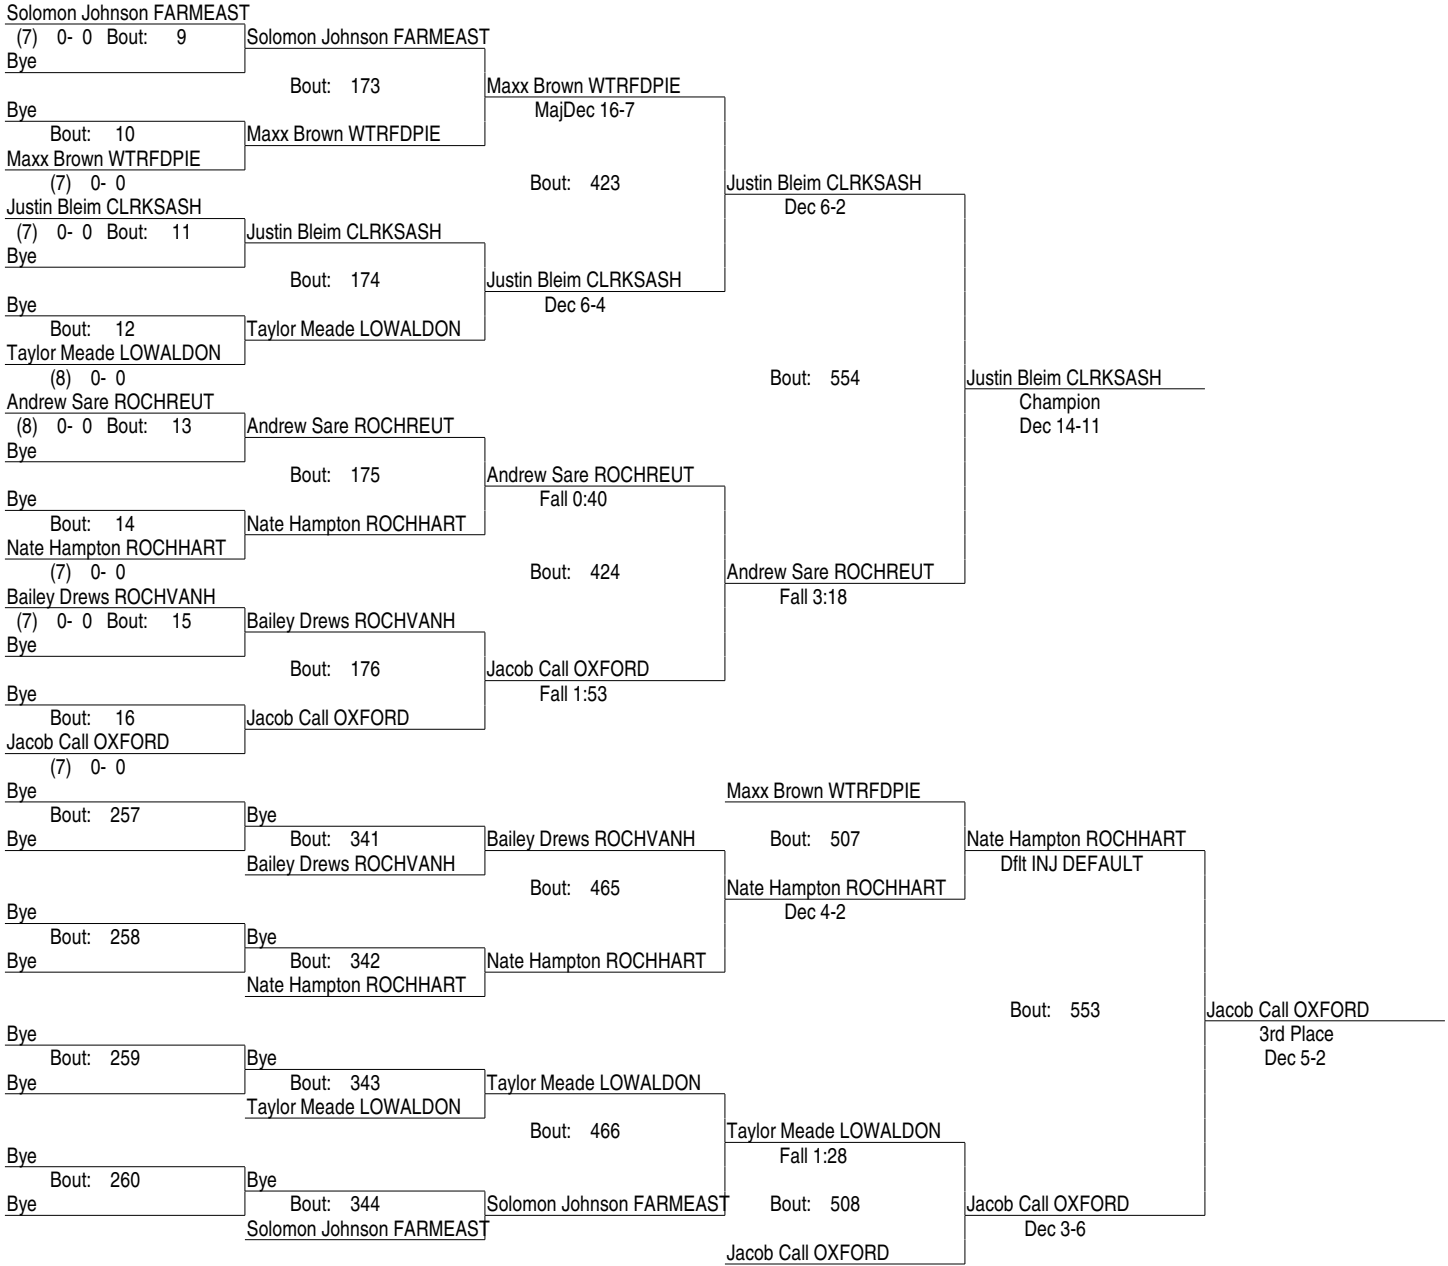 Solomon Johnson FARMEAST
(7) 0- 0 Bout: 9 Solomon Johnson FARMEAST
Bye
Bout: 173 Maxx Brown WTRFDPIE
Bye MajDec 16-7
Bout: 10 Maxx Brown WTRFDPIE
Maxx Brown WTRFDPIE
(7) 0- 0 Bout: 423 Justin Bleim CLRKSASH
Justin Bleim CLRKSASH Dec 6-2
(7) 0- 0 Bout: 11 Justin Bleim CLRKSASH
Bye
Bout: 174 Justin Bleim CLRKSASH
Bye Dec 6-4
Bout: 12 Taylor Meade LOWALDON
Taylor Meade LOWALDON
(8) 0- 0 Bout: 554 Justin Bleim CLRKSASH
Andrew Sare ROCHREUT Champion
(8) 0- 0 Bout: 13 Andrew Sare ROCHREUT Dec 14-11
Bye
Bout: 175 Andrew Sare ROCHREUT
Bye Fall 0:40
Bout: 14 Nate Hampton ROCHHART
Nate Hampton ROCHHART
(7) 0- 0 Bout: 424 Andrew Sare ROCHREUT
Bailey Drews ROCHVANH Fall 3:18
(7) 0- 0 Bout: 15 Bailey Drews ROCHVANH
Bye
Bout: 176 Jacob Call OXFORD
Bye Fall 1:53
Bout: 16 Jacob Call OXFORD
Jacob Call OXFORD
(7) 0- 0
Bye Maxx Brown WTRFDPIE
Bout: 257 Bye
Bye Bout: 341 Bailey Drews ROCHVANH Bout: 507 Nate Hampton ROCHHART
Bailey Drews ROCHVANH Dflt INJ DEFAULT
Bout: 465 Nate Hampton ROCHHART
Bye Dec 4-2
Bout: 258 Bye
Bye Bout: 342 Nate Hampton ROCHHART
Nate Hampton ROCHHART
Bout: 553 Jacob Call OXFORD
Bye 3rd Place
Bout: 259 Bye Dec 5-2
Bye Bout: 343 Taylor Meade LOWALDON
Taylor Meade LOWALDON
Bout: 466 Taylor Meade LOWALDON
Bye Fall 1:28
Bout: 260 Bye
Bye Bout: 344 Solomon Johnson FARMEAST Bout: 508 Jacob Call OXFORD
Solomon Johnson FARMEAST Dec 3-6
Jacob Call OXFORD